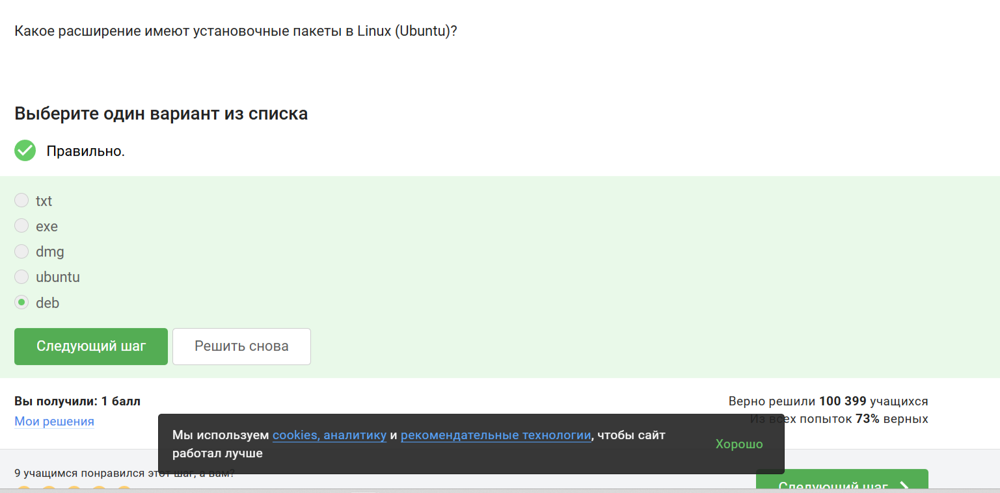 Какое расширение имеют установочные пакеты в Linux (Ubuntu)?
Выберите один вариант из списка
Правильно.
txt
exe
dmg
ubuntu
deb
Следующий шаг
Решить снова
Вы получили: 1 балл
Мои решения
Верно решили 100 399 учащихся
Из всех попыток 73% верных
Мы используем cookies, аналитику и рекомендательные технологии, чтобы сайт
работал лучше
Хорошо
9 учащимся понравился этот шаг, а вам?
Следующий шаг